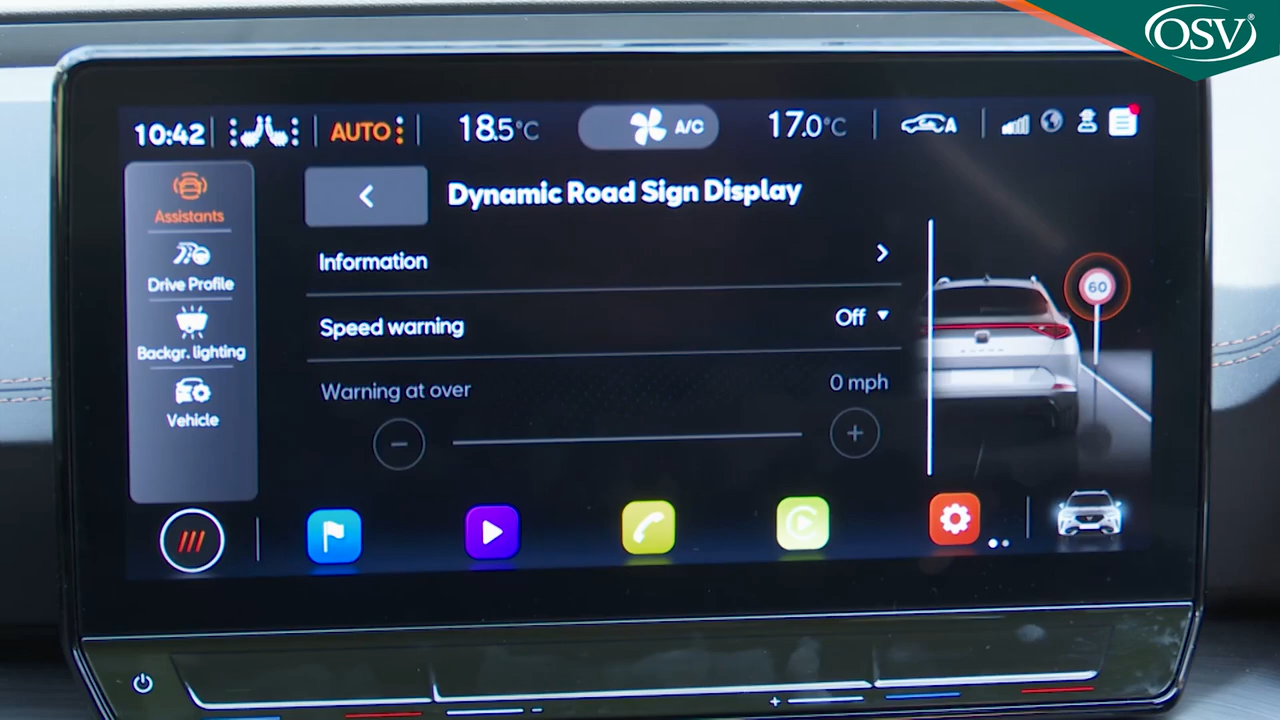 OSV®
10:42 AUTO 18.5°C A/C 17.0°C A
Assistants
Drive Profile
Backgr. lighting
Vehicle
Dynamic Road Sign Display
Information
Speed warning Off
Warning at over 0 mph
60